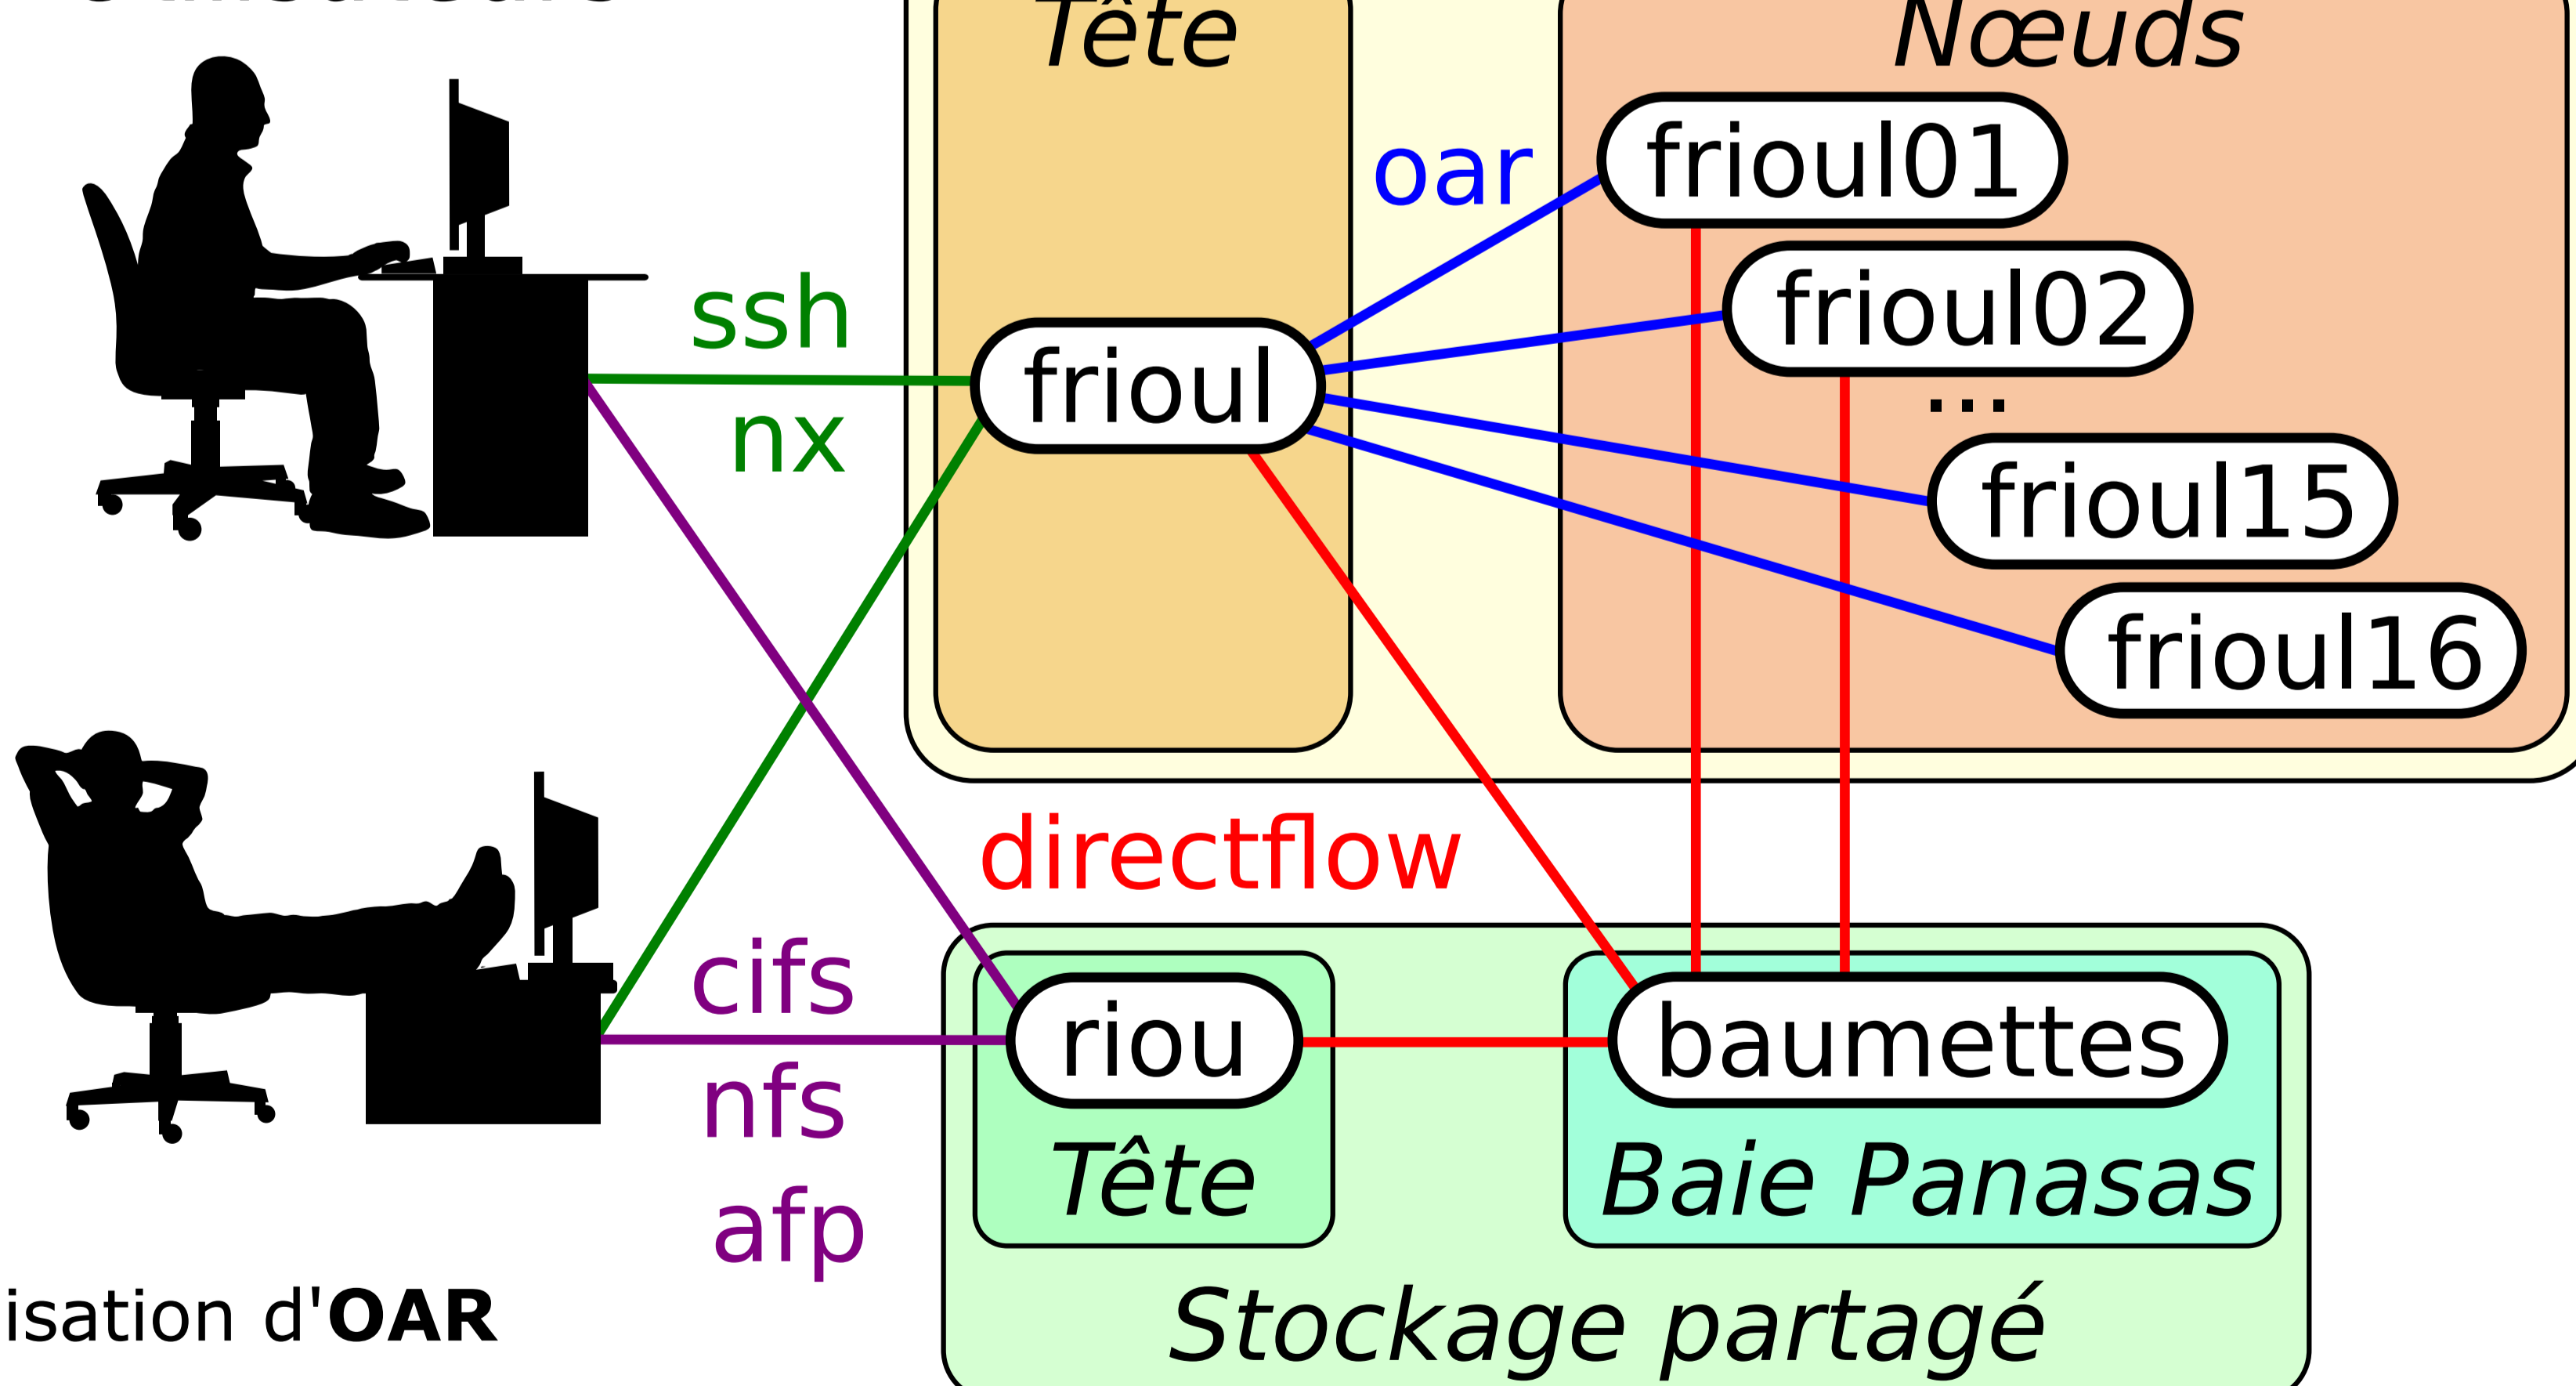 Tête
Nœuds
frioul01
oar
frioul02
ssh
frioul
...
nx
frioul15
frioul16
directflow
cifs
riou
baumettes
nfs
Tête
Baie Panasas
afp
isation d'OAR
Stockage partagé